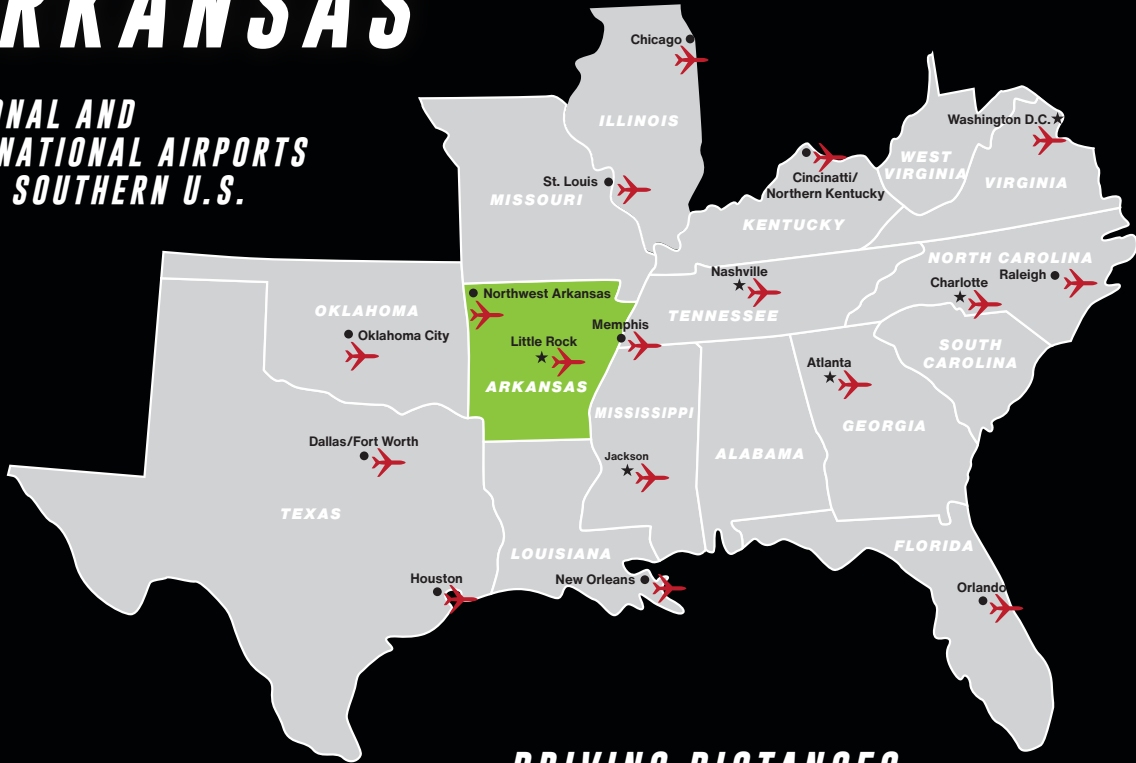 RKANSAS
ONAL AND
NATIONAL AIRPORTS
SOUTHERN U.S.
Chicago
ILLINOIS
Washington D.C.
WEST
VIRGINIA
VIRGINIA
Cincinatti/
Northern Kentucky
St. Louis
MISSOURI
KENTUCKY
NORTH CAROLINA
Raleigh
Charlotte
Nashville
TENNESSEE
Northwest Arkansas
OKLAHOMA
Oklahoma City
Memphis
Little Rock
ARKANSAS
SOUTH
CAROLINA
Atlanta
GEORGIA
MISSISSIPPI
Dallas/Fort Worth
Jackson
ALABAMA
TEXAS
LOUISIANA
FLORIDA
Houston
New Orleans
Orlando
DRIVING DISTANCES